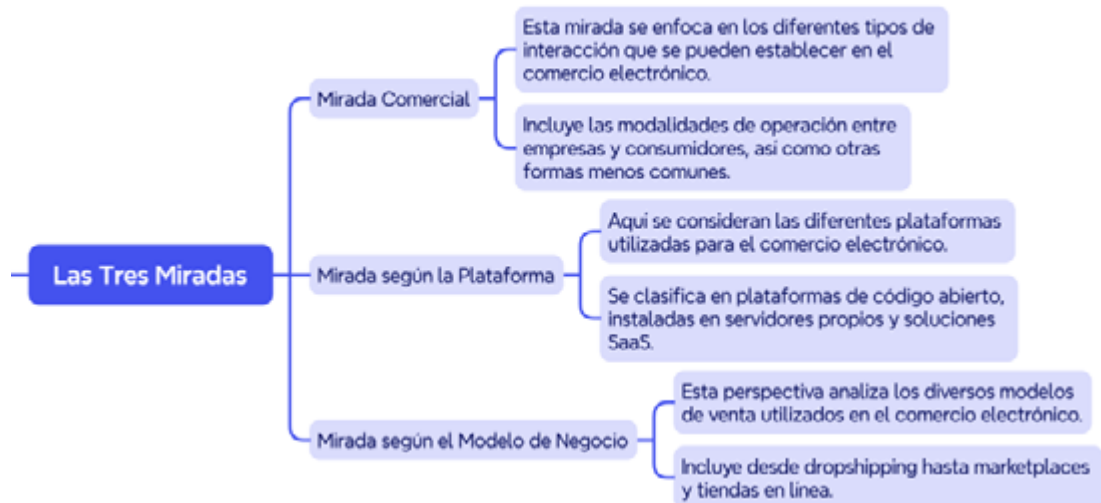 Esta mirada se enfoca en los diferentes tipos de
interacción que se pueden establecer en el
comercio electrónico.
Mirada Comercial
Incluye las modalidades de operación entre
empresas y consumidores, así como otras
formas menos comunes.
Las Tres Miradas
Aquí se consideran las diferentes plataformas
utilizadas para el comercio electrónico.
Mirada según la Plataforma
Se clasifica en plataformas de código abierto,
instaladas en servidores propios y soluciones
SaaS.
Esta perspectiva analiza los diversos modelos
de venta utilizados en el comercio electrónico.
Mirada según el Modelo de Negocio
Incluye desde dropshipping hasta marketplaces
y tiendas en línea.